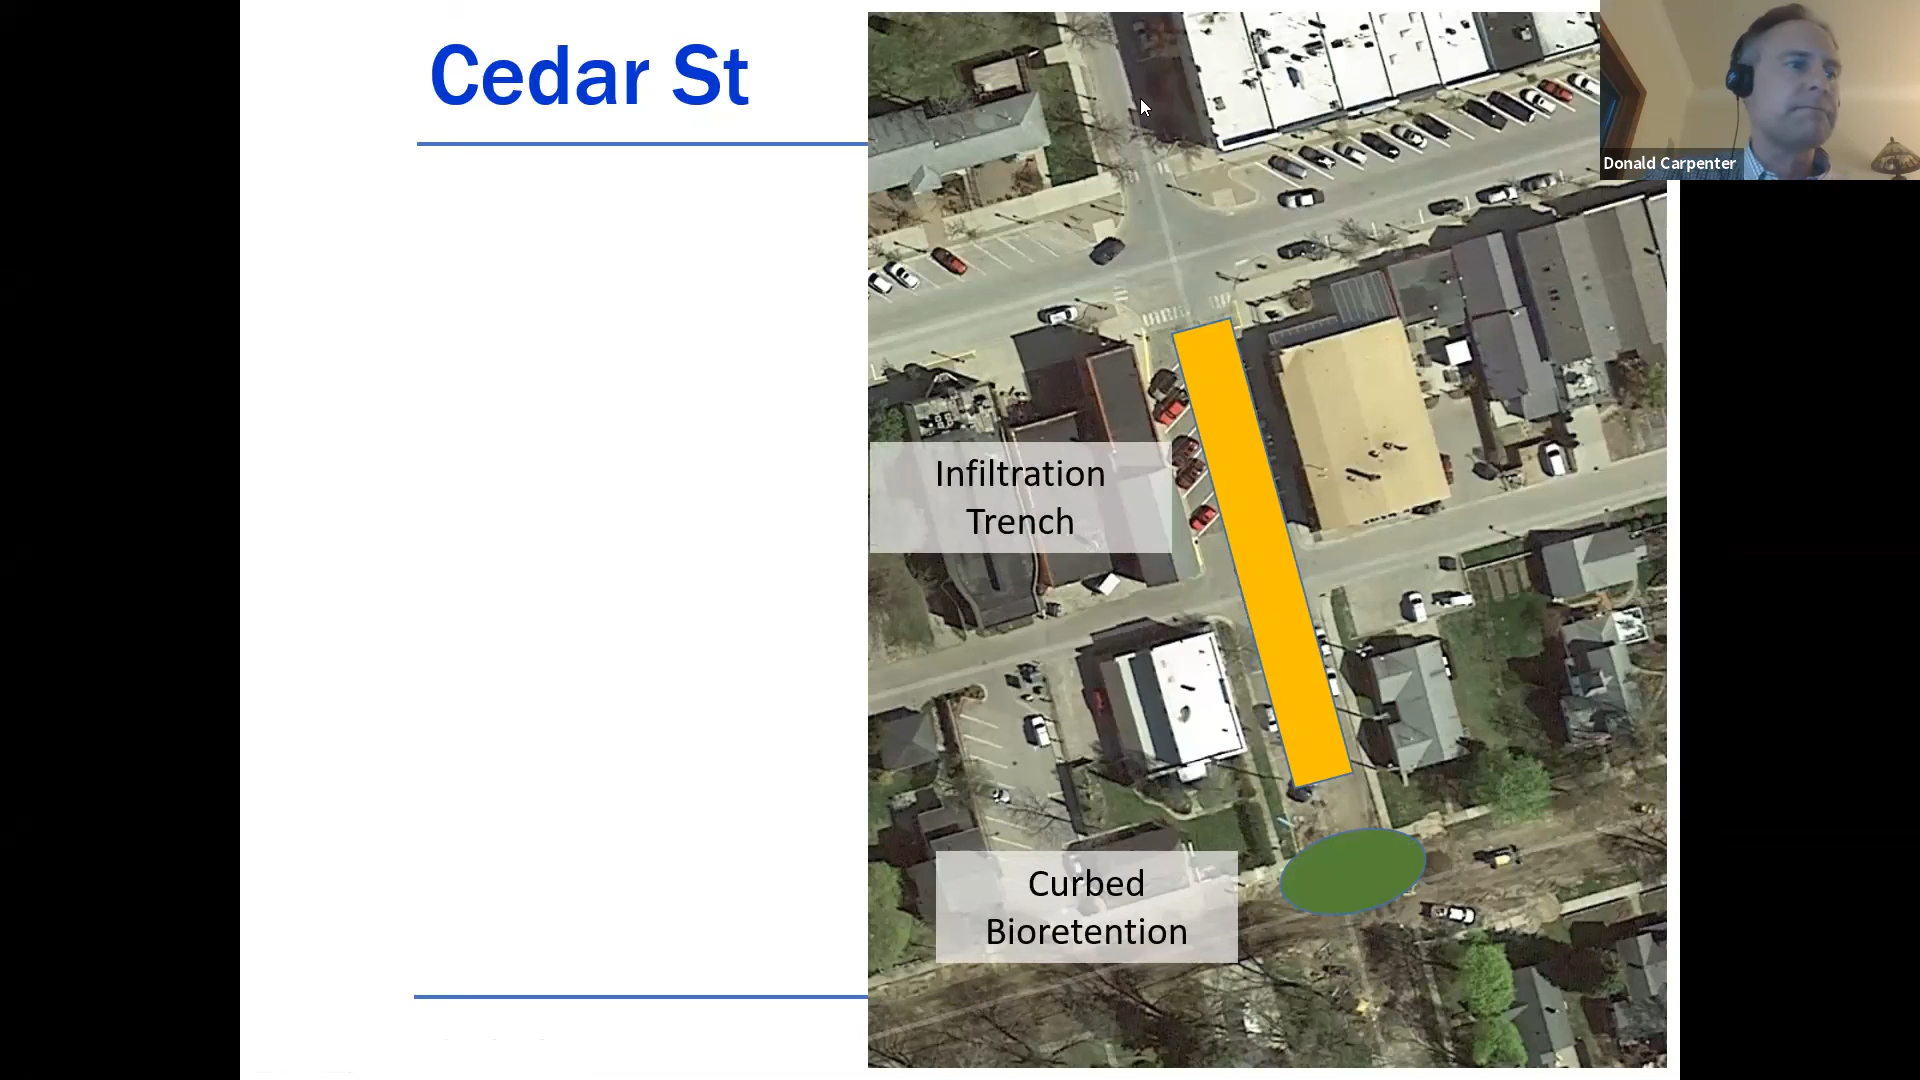 Cedar St
Donald Carpenter
Infiltration
Trench
Curbed
Bioretention